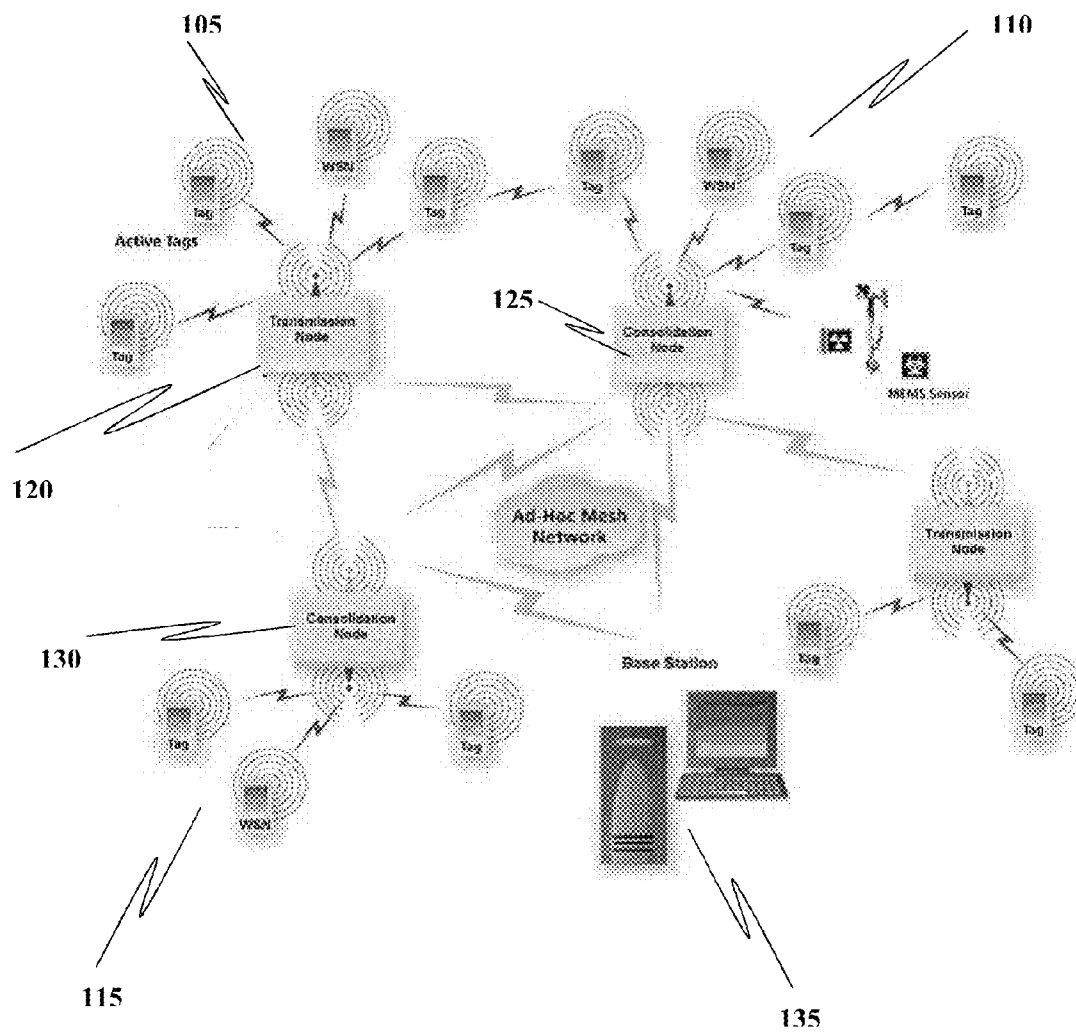 105
110
WSN
WSN
Tag
Tag
Tag
Tag
Tag
Active Tags
125
Transmission
Node
Consolidation
Node
Tag
MEMS Sensor
120
Ad-Hoc Mesh
Network
Transmission
Node
Consolidation
Node
130
Tag
Base Station
Tag
Tag
Tag
WSN
115
135